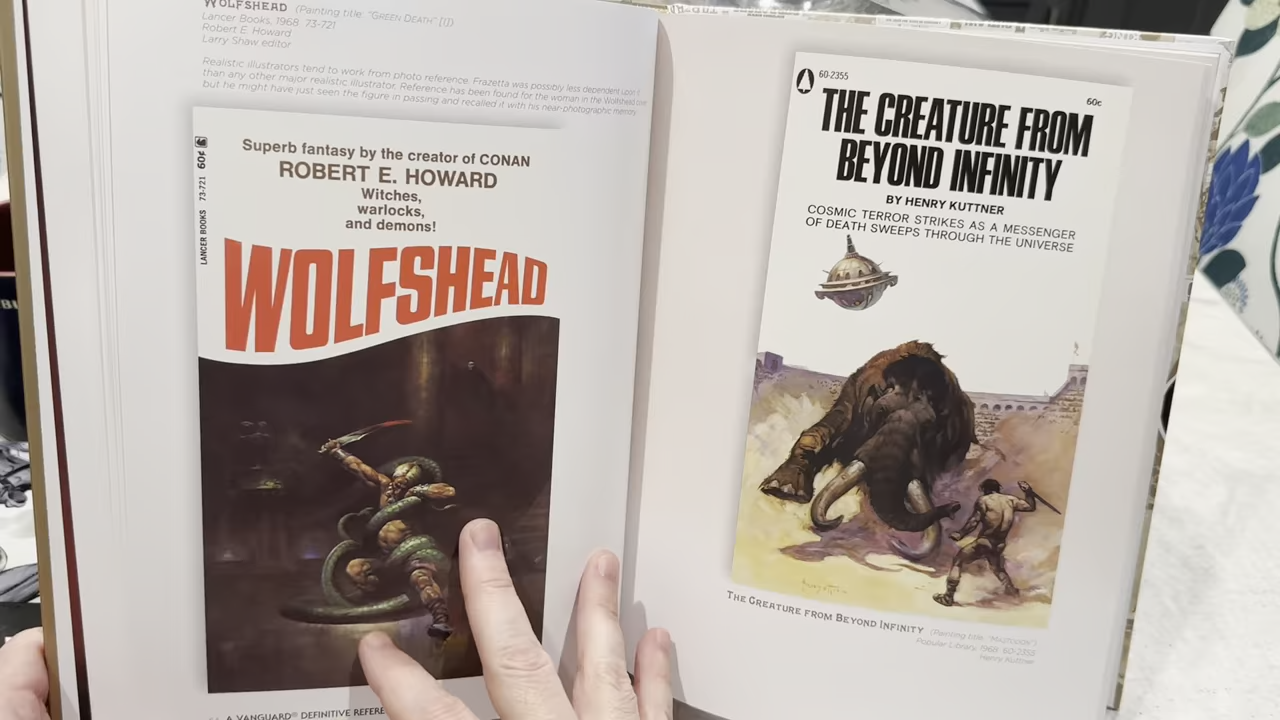 WOLFSHEAD (Painting title: "GREEN DEATH" [1])
Lancer Books, 1968 73-721
Robert E. Howard
Larry Shaw editor
Realistic illustrators tend to work from photo reference. Frazetta was possibly less dependent upon it
than any other major realistic illustrator. Reference has been found for the woman in the Wolfshead
but he might have just seen the figure in passing and recalled it with his near-photographic memory
LANCER BOOKS 73-721 60¢
Superb fantasy by the creator of CONAN
ROBERT E. HOWARD
Witches,
warlocks,
and demons!
WOLFSHEAD
A VANGUARD® DEFINITIVE REFERE
60-2355
60c
THE CREATURE FROM
BEYOND INFINITY
BY HENRY KUTTNER
COSMIC TERROR STRIKES AS A MESSENGER
OF DEATH SWEEPS THROUGH THE UNIVERSE
THE CREATURE FROM BEYOND INFINITY (Painting title: "MASTODON")
Popular Library, 1968 60-2355
Henry Kuttner